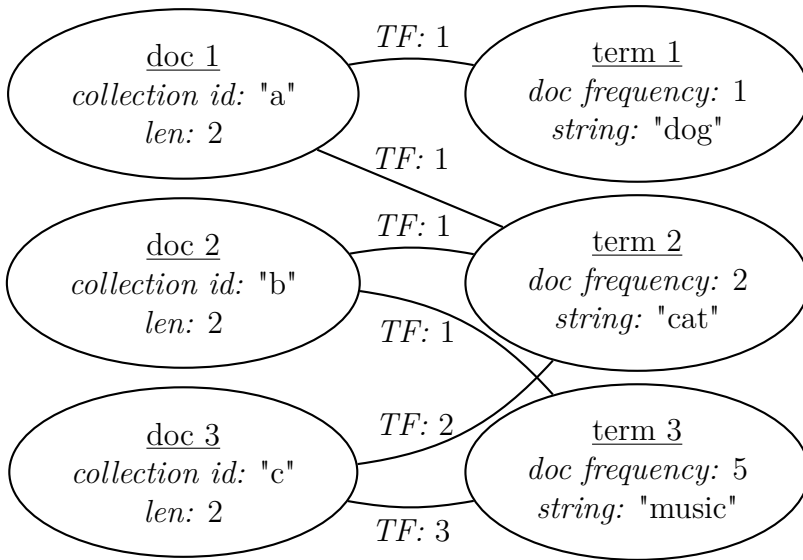 doc 1
collection id: "a"
len: 2
TF: 1
term 1
doc frequency: 1
string: "dog"
TF: 1
doc 2
collection id: "b"
len: 2
TF: 1
term 2
doc frequency: 2
string: "cat"
TF: 1
doc 3
collection id: "c"
len: 2
TF: 2
term 3
doc frequency: 5
string: "music"
TF: 3